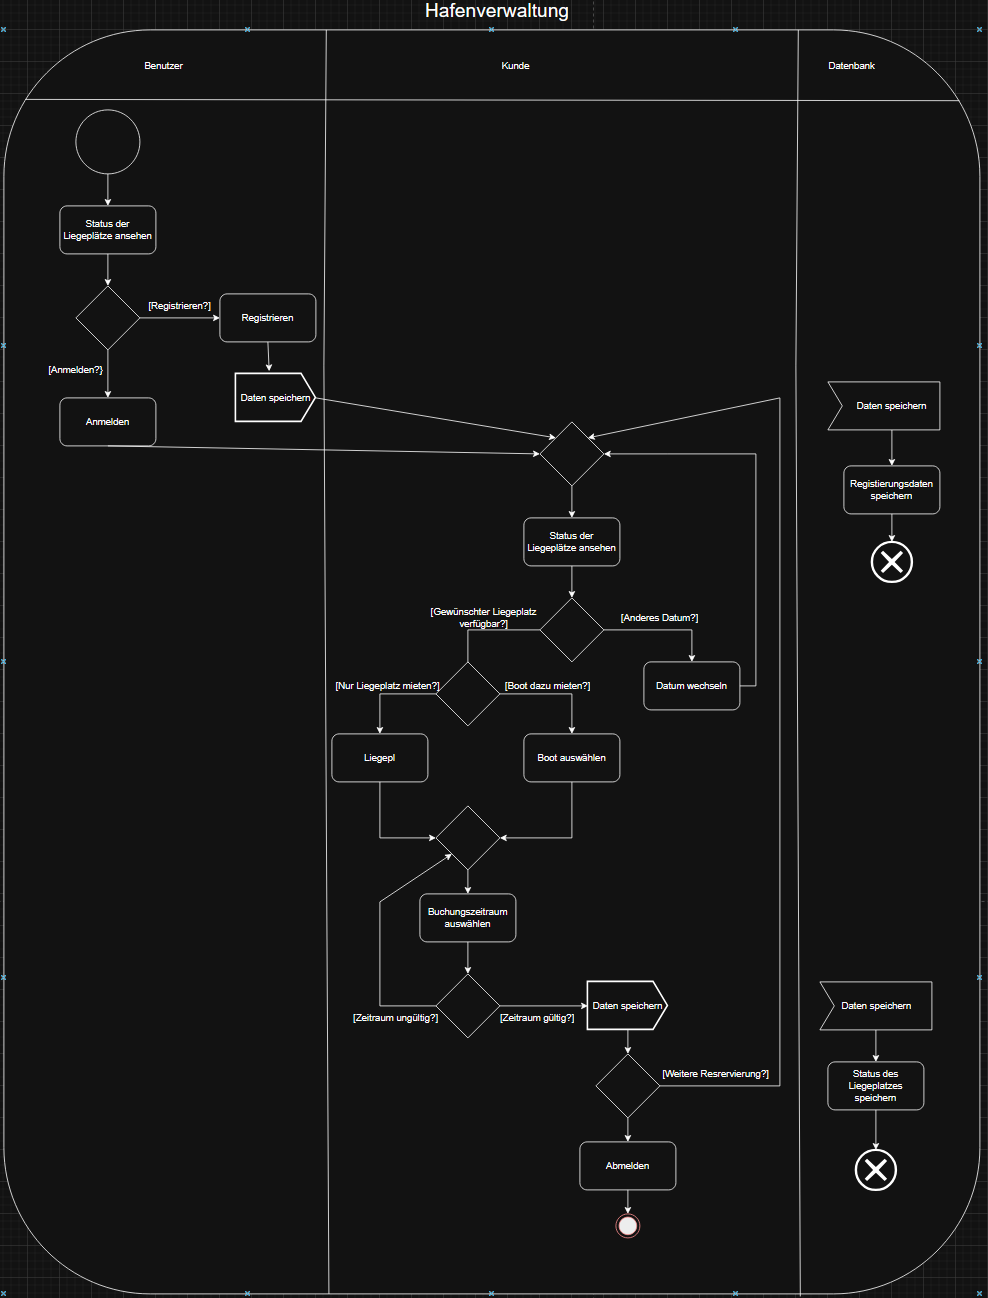 Hafenverwaltung
Benutzer
Kunde
Datenbank
Status der
Liegeplätze ansehen
[Registrieren?]
Registrieren
[Anmelden?}
Anmelden
Daten speichern
Daten speichern
Registierungsdaten
speichern
Status der
Liegeplätze ansehen
[Gewünschter Liegeplatz
verfügbar?]
[Anderes Datum?]
Datum wechseln
[Nur Liegeplatz mieten?]
[Boot dazu mieten?]
Liegepl
Boot auswählen
Buchungszeitraum
auswählen
[Zeitraum ungültig?]
[Zeitraum gültig?]
Daten speichern
Daten speichern
[Weitere Resrervierung?]
Status des
Liegeplatzes
speichern
Abmelden